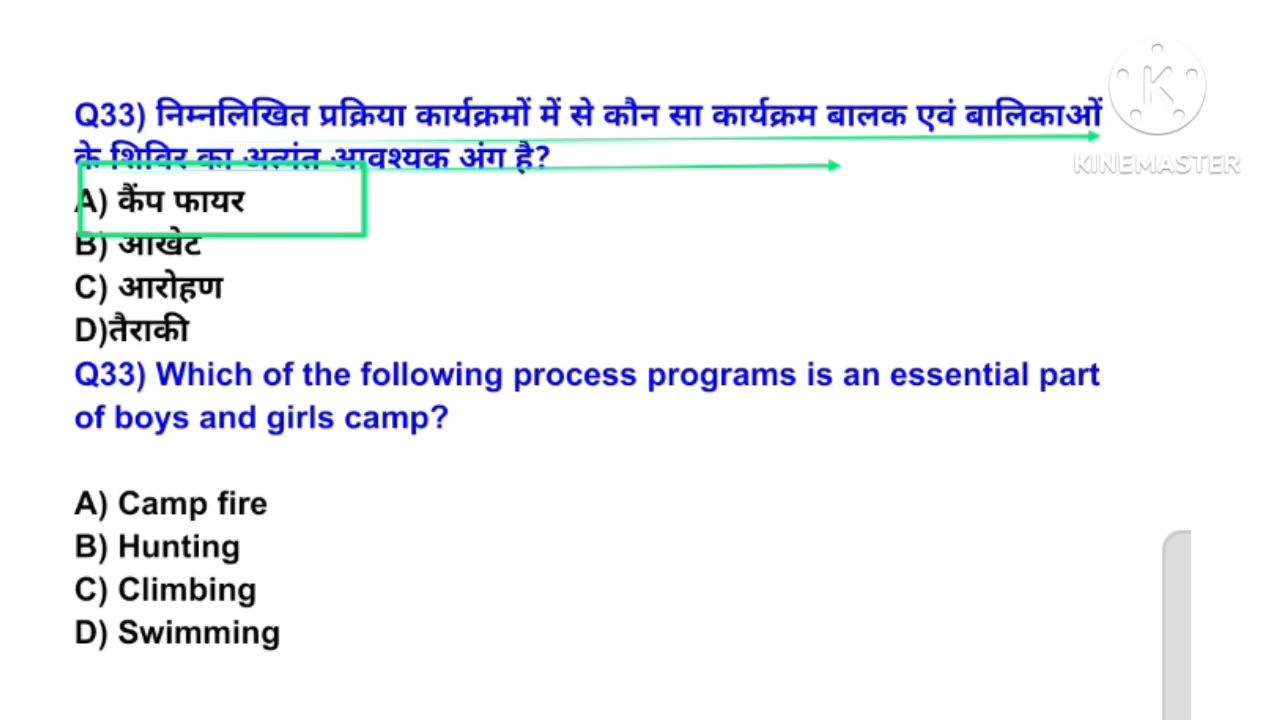 Q33) निम्नलिखित प्रक्रिया कार्यक्रमों में से कौन सा कार्यक्रम बालक एवं बालिकाओं
के शिविर का अत्यंत आवश्यक अंग है?
A) कैंप फायर
B) आखेट
C) आरोहण
D)तैराकी
Q33) Which of the following process programs is an essential part
of boys and girls camp?
A) Camp fire
B) Hunting
C) Climbing
D) Swimming
K
KINEMASTER